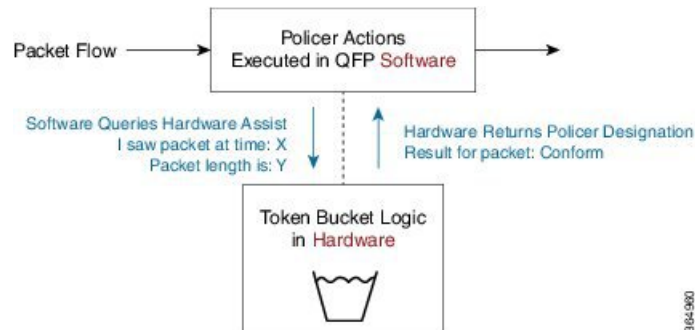 Policer Actions
Packet Flow
Executed in QFP Software
Software Queries Hardware Assist
I saw packet at time: X
Packet length is: Y
Hardware Returns Policer Designation
Result for packet: Conform
Token Bucket Logic
in Hardware
364960